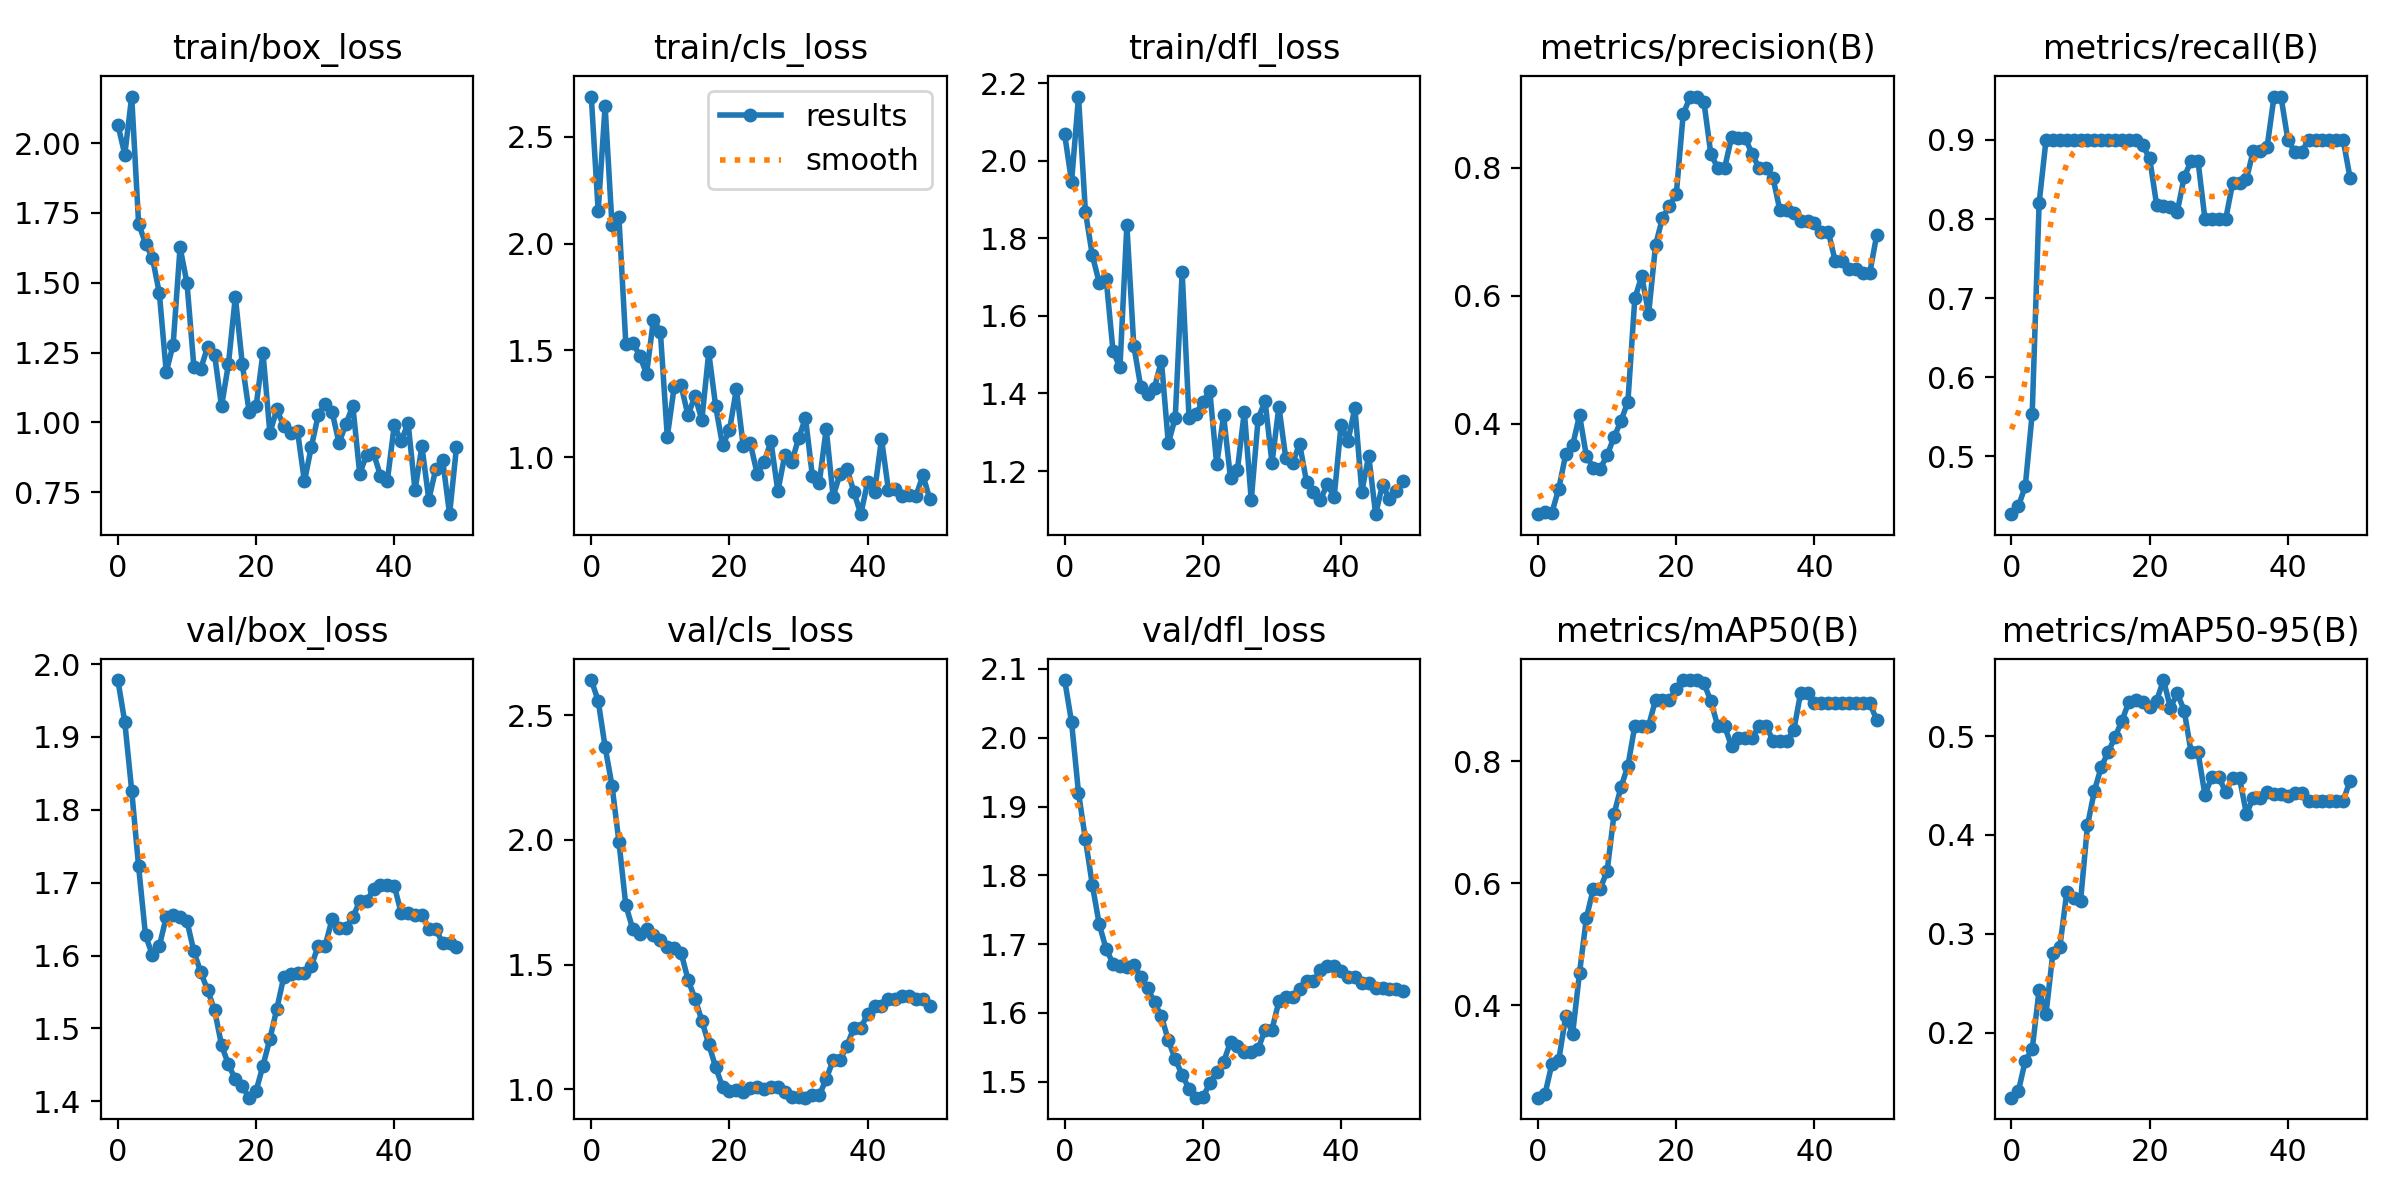 train/box_loss
2.00
1.75
1.50
1.25
1.00
0.75
0 20 40
train/cls_loss
results
smooth
2.5
2.0
1.5
1.0
0 20 40
train/dfl_loss
2.2
2.0
1.8
1.6
1.4
1.2
0 20 40
metrics/precision(B)
0.8
0.6
0.4
0 20 40
metrics/recall(B)
0.9
0.8
0.7
0.6
0.5
0 20 40
val/box_loss
2.0
1.9
1.8
1.7
1.6
1.5
1.4
0 20 40
val/cls_loss
2.5
2.0
1.5
1.0
0 20 40
val/dfl_loss
2.1
2.0
1.9
1.8
1.7
1.6
1.5
0 20 40
metrics/mAP50(B)
0.8
0.6
0.4
0 20 40
metrics/mAP50-95(B)
0.5
0.4
0.3
0.2
0 20 40